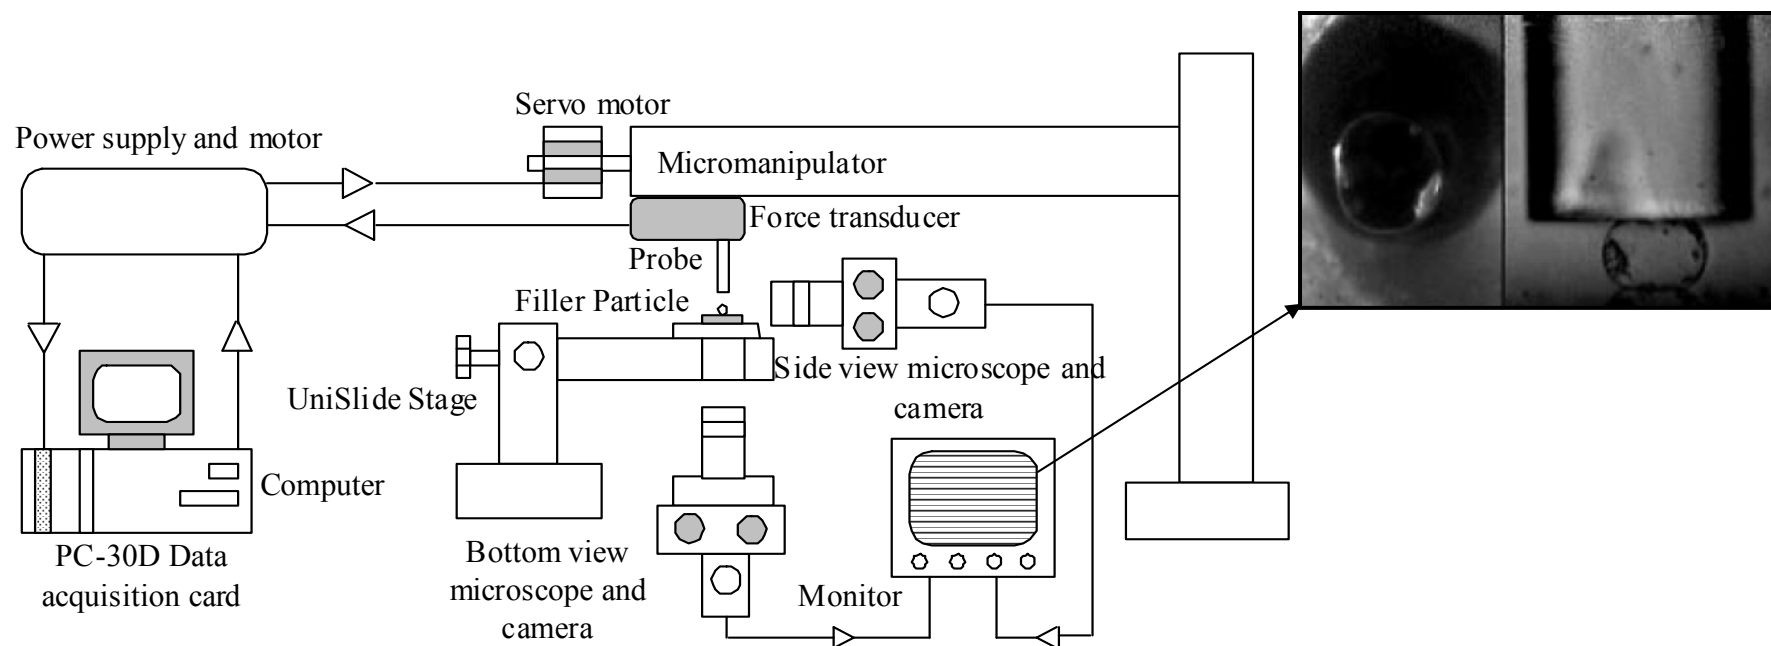 Servo motor
Power supply and motor
Micromanipulator
Force transducer
Probe
Filler Particle
Side view microscope and
camera
UniSlide Stage
Computer
PC-30D Data
acquisition card
Bottom view
microscope and
camera
Monitor